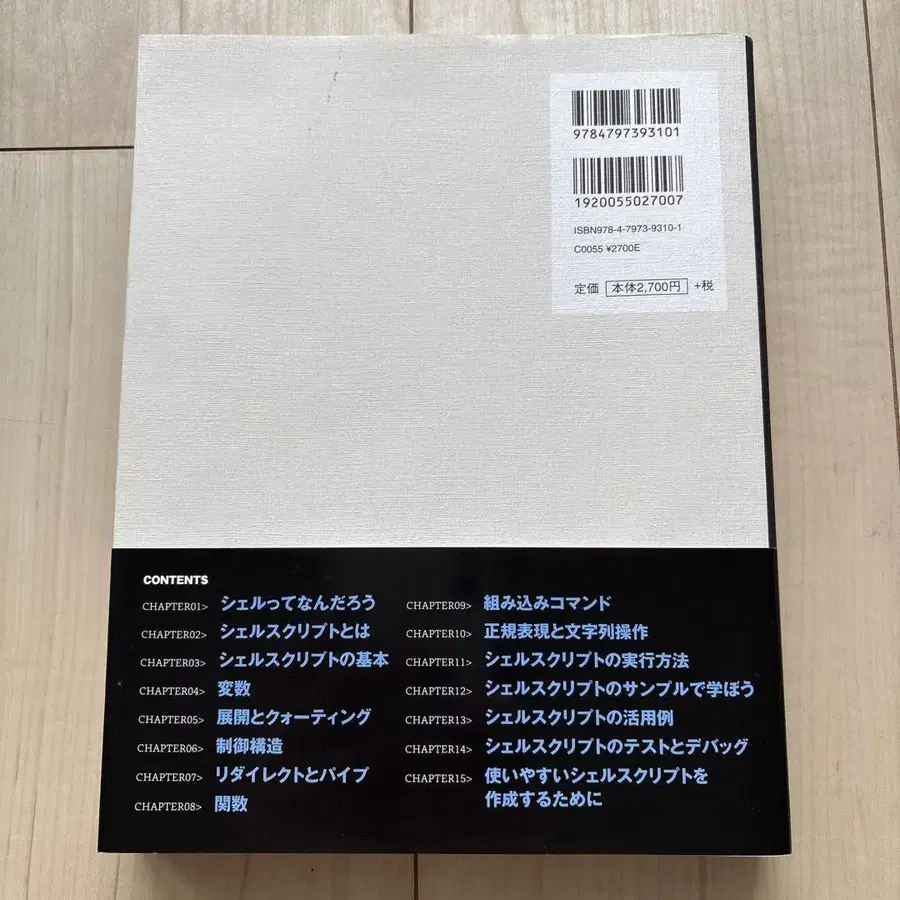 9784797393101
1920055027007
ISBN978-4-7973-9310-1
C0055 ¥2700E
定価 本体2,700円 +税
CONTENTS
CHAPTER01> シェルってなんだろう
CHAPTER02> シェルスクリプトとは
CHAPTER03> シェルスクリプトの基本
CHAPTER04> 変数
CHAPTER05> 展開とクォーティング
CHAPTER06> 制御構造
CHAPTER07> リダイレクトとパイプ
CHAPTER08> 関数
CHAPTER09> 組み込みコマンド
CHAPTER10> 正規表現と文字列操作
CHAPTER11> シェルスクリプトの実行方法
CHAPTER12> シェルスクリプトのサンプルで学ぼう
CHAPTER13> シェルスクリプトの活用例
CHAPTER14> シェルスクリプトのテストとデバッグ
CHAPTER15> 使いやすいシェルスクリプトを
作成するために